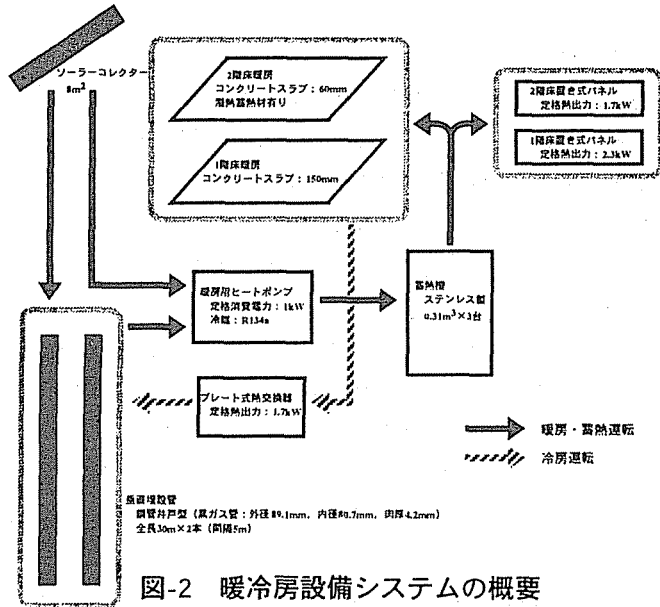 ソーラーコレクター
8m²
2階床暖房
コンクリートスラブ：60mm
潜熱蓄熱材有り
1階床暖房
コンクリートスラブ：150mm
2階床置き式パネル
定格熱出力：1.7kW
1階床置き式パネル
定格熱出力：2.3kW
暖房用ヒートポンプ
定格消費電力：1kW
冷媒：R134a
蓄熱槽
ステンレス製
0.31m³×3台
プレート式熱交換器
定格熱出力：1.7kW
暖房・蓄熱運転
冷房運転
垂直埋設管
鋼管井戸型（黒ガス管：外径89.1mm，内径80.7mm，肉厚4.2mm）
全長30m×2本（間隔5m）
図-2 暖冷房設備システムの概要